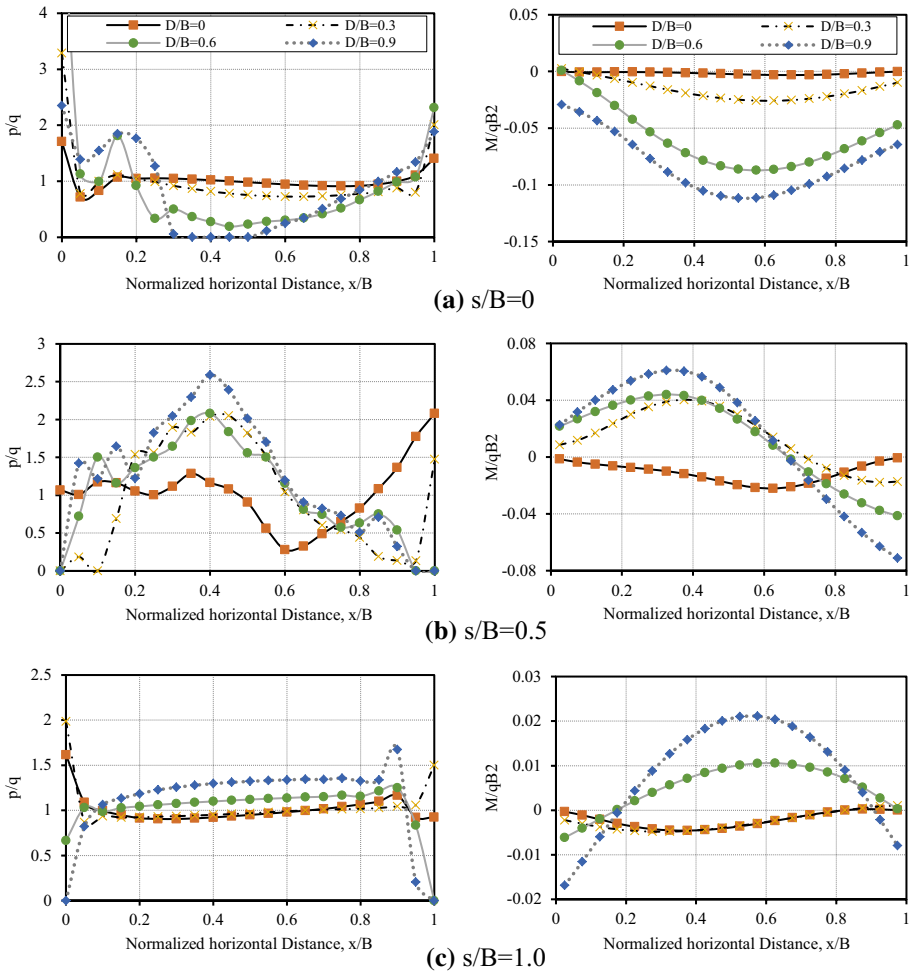 (a)
D/B=0
D/B=0.3
D/B=0.6
D/B=0.9
4
3
2
1
0
p/q
0
0.2
0.4
0.6
0.8
1
Normalized horizontal Distance, x/B
D/B=0
D/B=0.3
D/B=0.6
D/B=0.9
0.05
0
-0.05
-0.1
-0.15
M/qB2
0
0.2
0.4
0.6
0.8
1
Normalized horizontal Distance, x/B
(a) s/B=0
(b)
3
2.5
2
1.5
1
0.5
0
p/q
0
0.2
0.4
0.6
0.8
1
Normalized horizontal Distance, x/B
0.08
0.04
0
-0.04
-0.08
M/qB2
0
0.2
0.4
0.6
0.8
1
Normalized horizontal Distance, x/B
(b) s/B=0.5
(c)
2.5
2
1.5
1
0.5
0
p/q
0
0.2
0.4
0.6
0.8
1
Normalized horizontal Distance, x/B
0.03
0.02
0.01
0
-0.01
-0.02
M/qB2
0
0.2
0.4
0.6
0.8
1
Normalized horizontal Distance, x/B
(c) s/B=1.0